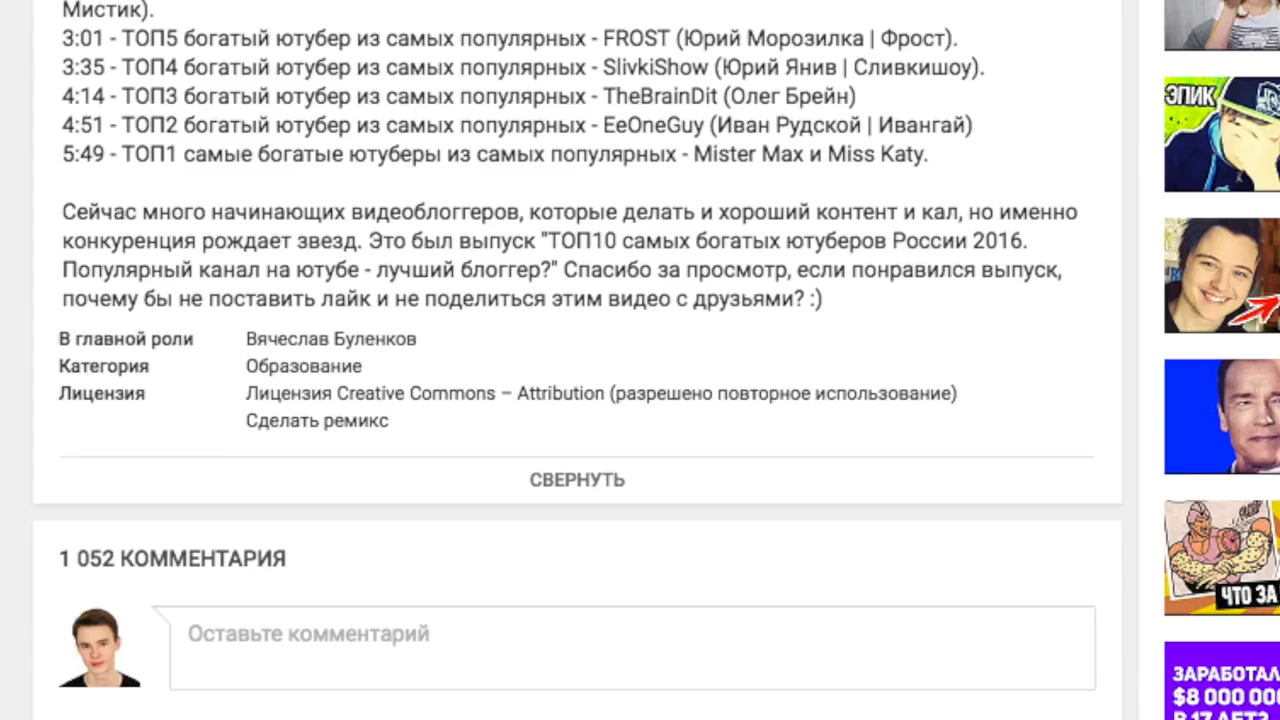 Мистик).
3:01 - ТОП5 богатый ютубер из самых популярных - FROST (Юрий Морозилка | Фрост).
3:35 - ТОП4 богатый ютубер из самых популярных - SlivkiShow (Юрий Янив | Сливкишоу).
4:14 - ТОП3 богатый ютубер из самых популярных - TheBrainDit (Олег Брейн)
4:51 - ТОП2 богатый ютубер из самых популярных - EeOneGuy (Иван Рудской | Ивангай)
5:49 - ТОП1 самые богатые ютуберы из самых популярных - Mister Max и Miss Katy.
Сейчас много начинающих видеоблоггеров, которые делать и хороший контент и кал, но именно
конкуренция рождает звезд. Это был выпуск "ТОП10 самых богатых ютуберов России 2016.
Популярный канал на ютубе - лучший блоггер?" Спасибо за просмотр, если понравился выпуск,
почему бы не поставить лайк и не поделиться этим видео с друзьями? :)
В главной роли Вячеслав Буленков
Категория Образование
Лицензия Лицензия Creative Commons – Attribution (разрешено повторное использование)
Сделать ремикс
СВЕРНУТЬ
1 052 КОММЕНТАРИЯ
Оставьте комментарий
ЭПИК
ЧТО ЗА
ЗАРАБОТАЛ
$8 000 000
В 17 ЛЕТ?